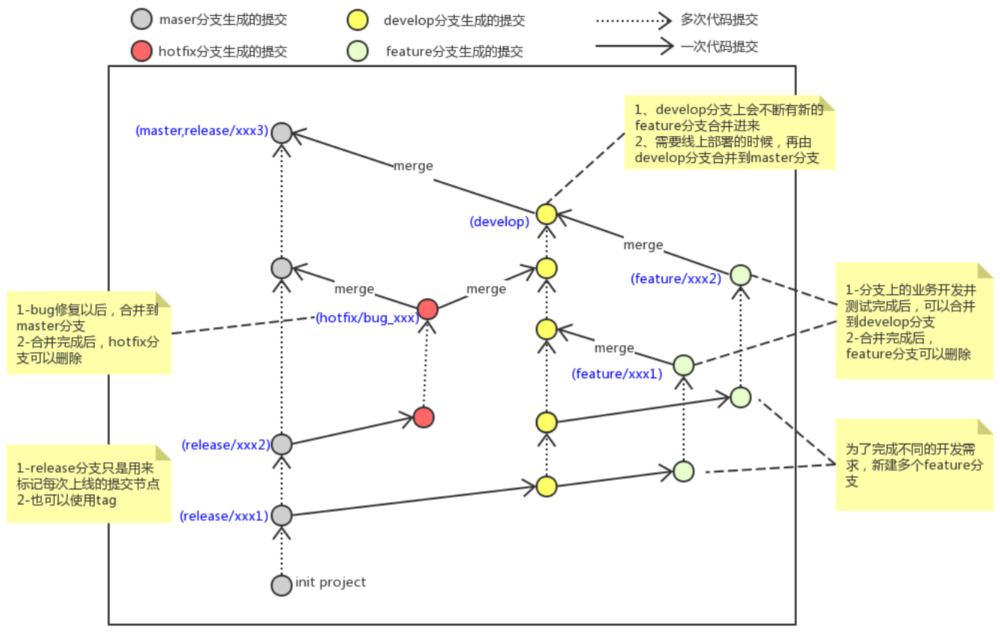 maser分支生成的提交
develop分支生成的提交
多次代码提交
hotfix分支生成的提交
feature分支生成的提交
一次代码提交
1、develop分支上会不断有新的
feature分支合并进来
2、需要线上部署的时候，再由
develop分支合并到master分支
(master,release/xxx3)
merge
(develop)
merge
(feature/xxx2)
1-分支上的业务开发并
测试完成后，可以合并
到develop分支
2-合并完成后，
feature分支可以删除
merge
merge
1-bug修复以后，合并到
master分支
2-合并完成后，hotfix分
支可以删除
(hotfix/bug_xxx)
merge
(feature/xxx1)
(release/xxx2)
为了完成不同的开发需
求，新建多个feature分
支
1-release分支只是用来
标记每次上线的提交节点
2-也可以使用tag
(release/xxx1)
init project